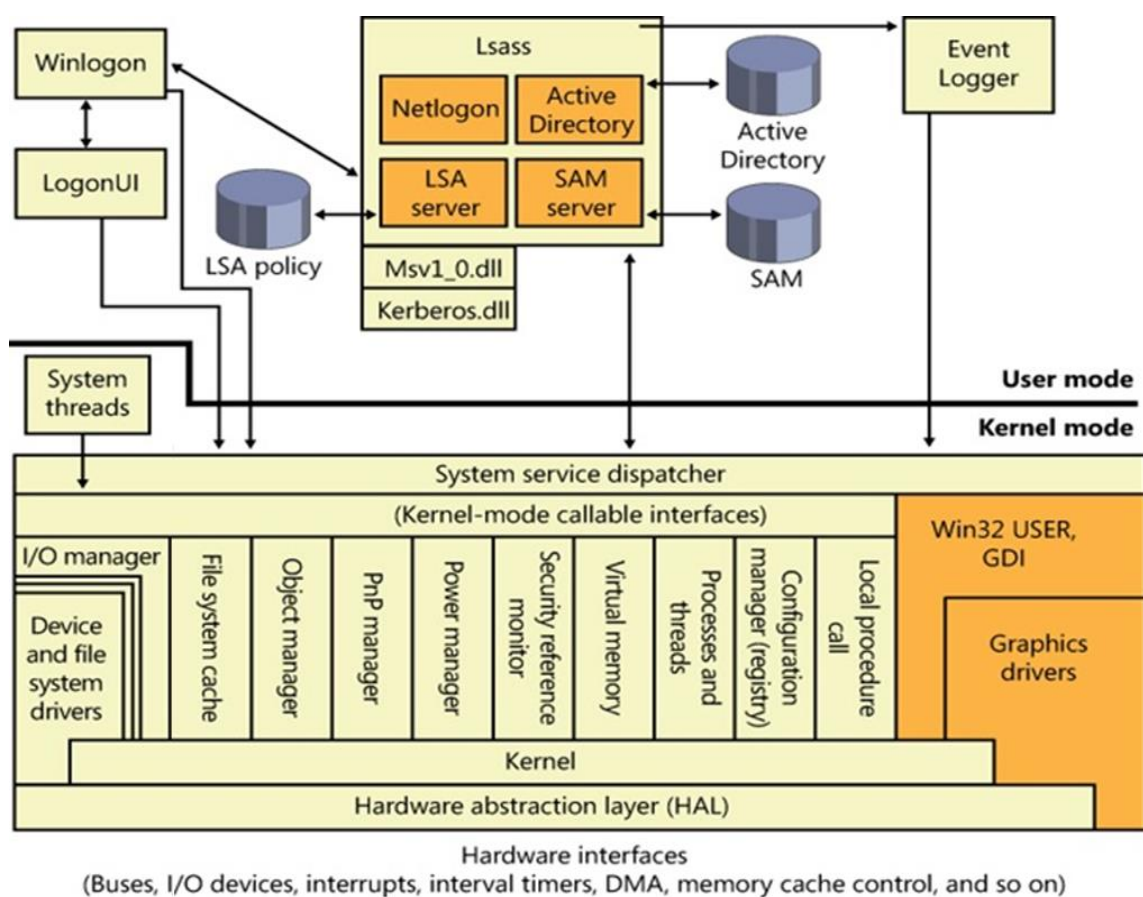 Winlogon
LogonUI
LSA policy
Lsass
Netlogon
Active
Directory
LSA
server
SAM
server
Msv1_0.dll
Kerberos.dll
Active
Directory
SAM
Event
Logger
User mode
Kernel mode
System
threads
System service dispatcher
(Kernel-mode callable interfaces)
I/O manager
Device
and file
system
drivers
File system cache
Object manager
PnP manager
Power manager
Security reference
monitor
Virtual memory
Processes and
threads
Configuration
manager (registry)
Local procedure
call
Win32 USER,
GDI
Graphics
drivers
Kernel
Hardware abstraction layer (HAL)
Hardware interfaces
(Buses, I/O devices, interrupts, interval timers, DMA, memory cache control, and so on)